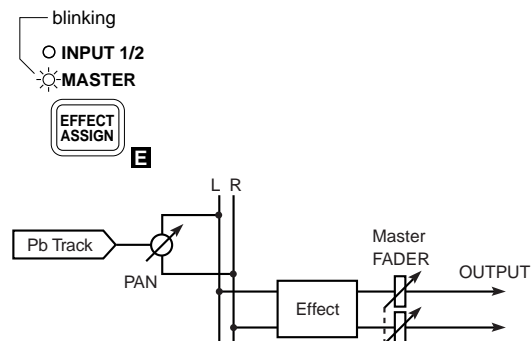 blinking
INPUT 1/2
MASTER
EFFECT
ASSIGN
E
L R
Pb Track
PAN
Effect
Master
FADER
OUTPUT